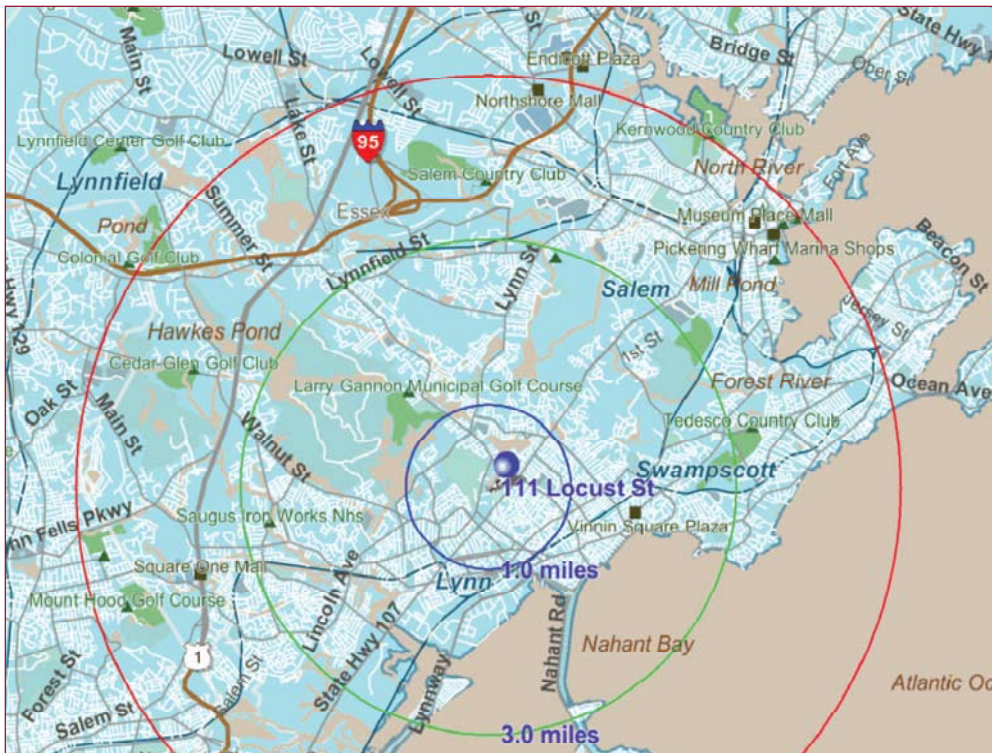 Main St
Lowell St
Lowell St
St
Endicott Plaza
Bridge St
State Hwy 1
Ober St
Northshore Mall
Lake St
95
Kernwood Country Club
1
Lynnfield Center Golf Club
Lynnfield
Salem Country Club
North River
Fort Ave
Essex
Summer St
Pond
Museum Place Mall
Pickering Wharf Marina Shops
Beacon St
Colonial Golf Club
Lynnfield St
Lynn St
Salem
Mill Pond
Hwy 129
Hawkes Pond
Jersey St
1st St
Cedar-Glen Golf Club
Larry Gannon Municipal Golf Course
Forest River
Ocean Ave
Oak St
Main St
Walnut St
Tedesco Country Club
Swampscott
111 Locust St
nn Fells Pkwy
Saugus Iron Works Nhs
Vinnin Square Plaza
Square One Mall
Lincoln Ave
Lynn
1.0 miles
Mount Hood Golf Course
State Hwy 107
Nahant Rd
Nahant Bay
1
Forest St
Salem St
Salem St
Lynnway
Atlantic Oc
3.0 miles